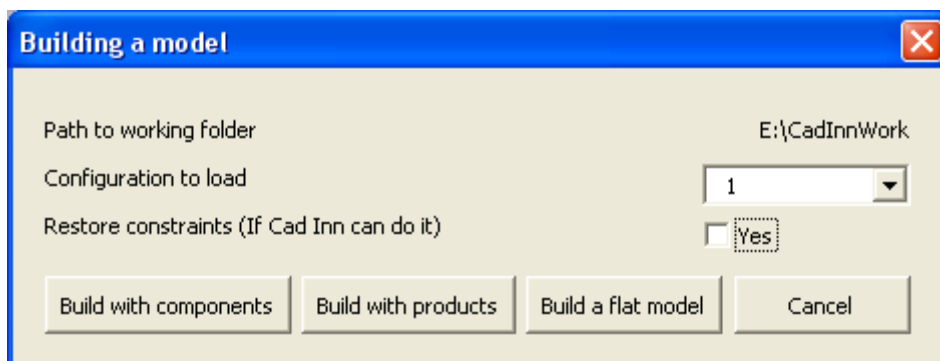 Building a model
Path to working folder E:\CadInnWork
Configuration to load 1
Restore constraints (If Cad Inn can do it) Yes
Build with components Build with products Build a flat model Cancel